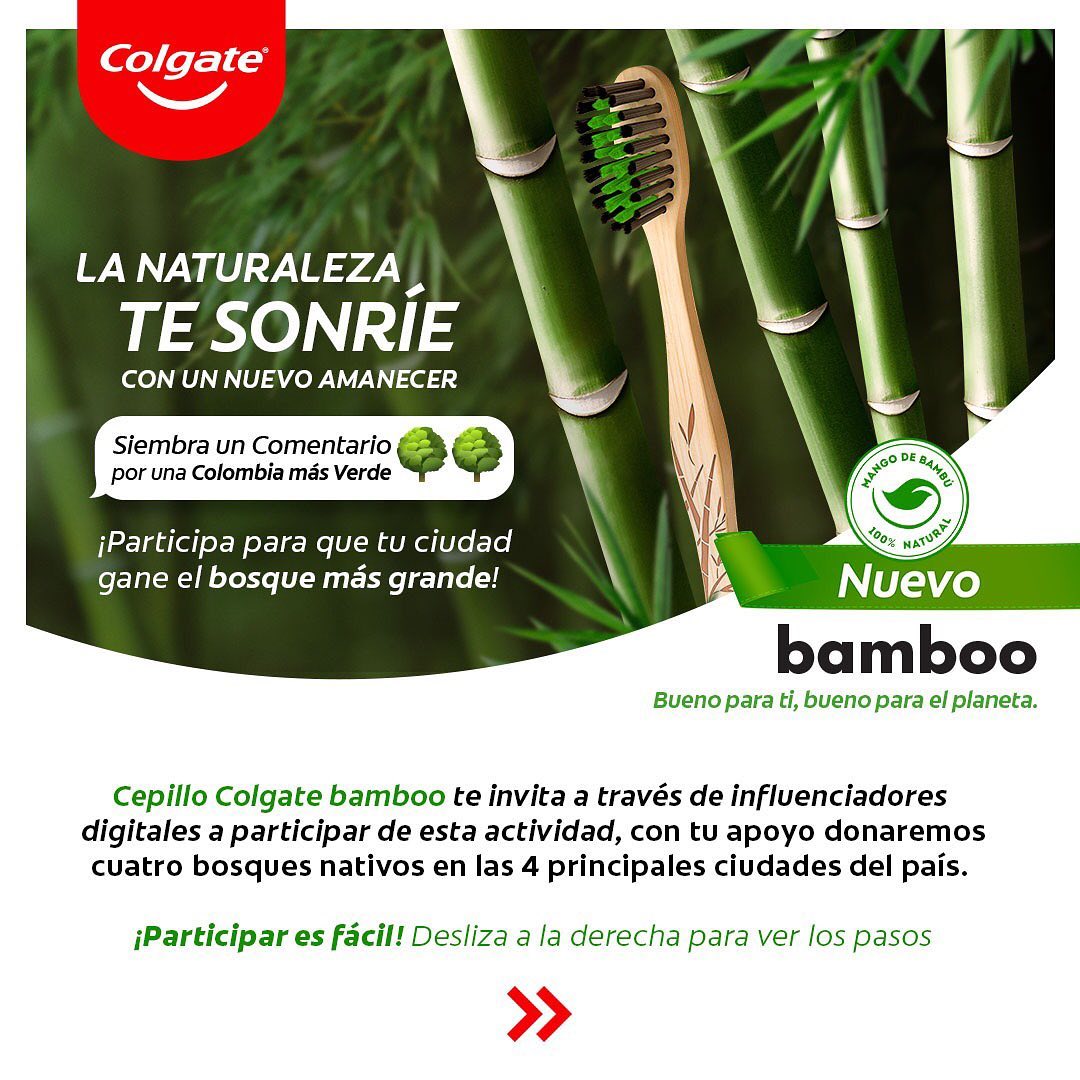 Colgate®
LA NATURALEZA
TE SONRÍE
CON UN NUEVO AMANECER
Siembra un Comentario
por una Colombia más Verde
¡Participa para que tu ciudad
gane el bosque más grande!
MANGO DE BAMBÚ
100% NATURAL
Nuevo
bamboo
Bueno para ti, bueno para el planeta.
Cepillo Colgate bamboo te invita a través de influenciadores
digitales a participar de esta actividad, con tu apoyo donaremos
cuatro bosques nativos en las 4 principales ciudades del país.
¡Participar es fácil! Desliza a la derecha para ver los pasos